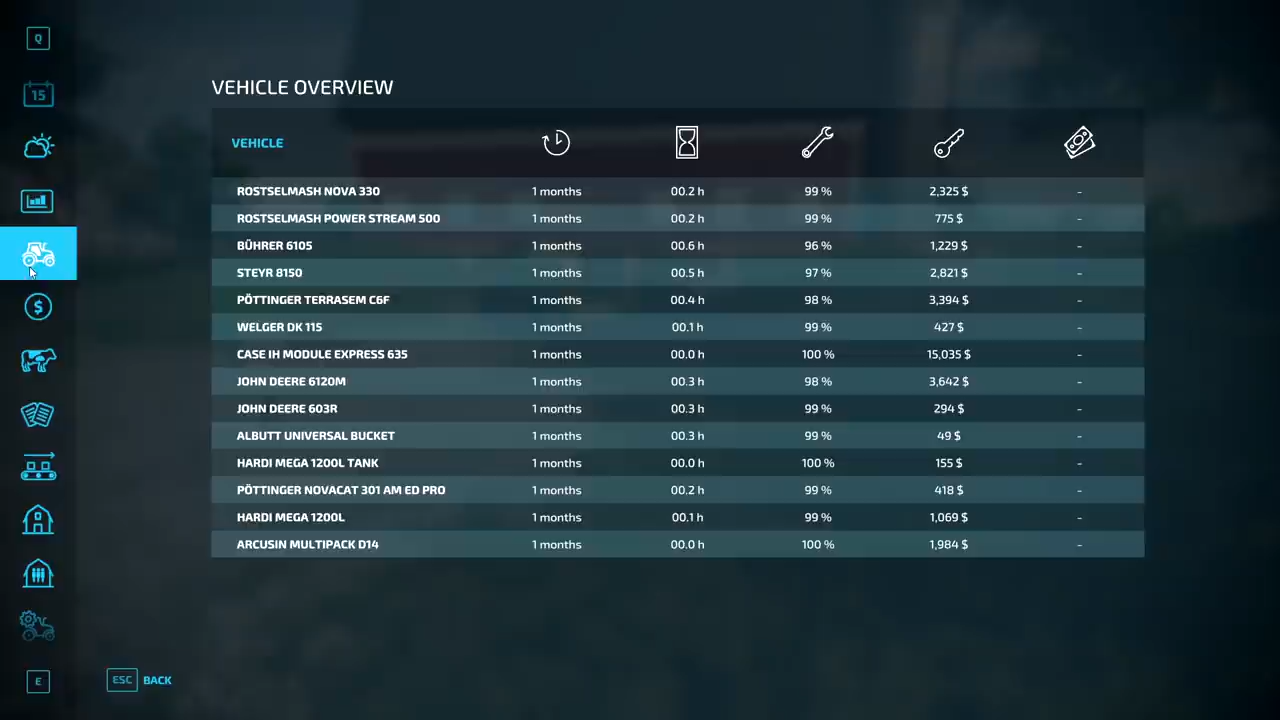 Q
15
VEHICLE OVERVIEW
VEHICLE
ROSTSELMASH NOVA 330 1 months 00.2 h 99 % 2,325 $ -
ROSTSELMASH POWER STREAM 500 1 months 00.2 h 99 % 775 $ -
BÜHRER 6105 1 months 00.6 h 96 % 1,229 $ -
STEYR 8150 1 months 00.5 h 97 % 2,821 $ -
PÖTTINGER TERRASEM C6F 1 months 00.4 h 98 % 3,394 $ -
WELGER DK 115 1 months 00.1 h 99 % 427 $ -
CASE IH MODULE EXPRESS 635 1 months 00.0 h 100 % 15,035 $ -
JOHN DEERE 6120M 1 months 00.3 h 98 % 3,642 $ -
JOHN DEERE 603R 1 months 00.3 h 99 % 294 $ -
ALBUTT UNIVERSAL BUCKET 1 months 00.3 h 99 % 49 $ -
HARDI MEGA 1200L TANK 1 months 00.0 h 100 % 155 $ -
PÖTTINGER NOVACAT 301 AM ED PRO 1 months 00.2 h 99 % 418 $ -
HARDI MEGA 1200L 1 months 00.1 h 99 % 1,069 $ -
ARCUSIN MULTIPACK D14 1 months 00.0 h 100 % 1,984 $ -
$
E
ESC BACK